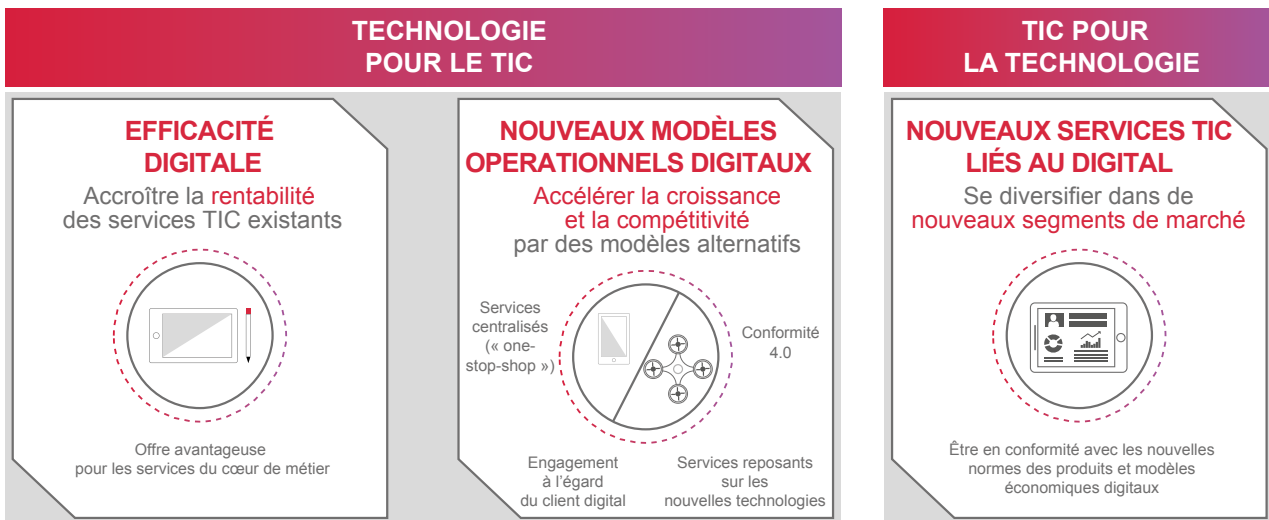 TECHNOLOGIE
POUR LE TIC
EFFICACITÉ
DIGITALE
Accroître la rentabilité
des services TIC existants
Offre avantageuse
pour les services du cœur de métier
NOUVEAUX MODÈLES
OPERATIONNELS DIGITAUX
Accélérer la croissance
et la compétitivité
par des modèles alternatifs
Services
centralisés
(« one-
stop-shop »)
Conformité
4.0
Engagement
à l’égard
du client digital
Services reposants
sur les
nouvelles technologies
TIC POUR
LA TECHNOLOGIE
NOUVEAUX SERVICES TIC
LIÉS AU DIGITAL
Se diversifier dans de
nouveaux segments de marché
Être en conformité avec les nouvelles
normes des produits et modèles
économiques digitaux